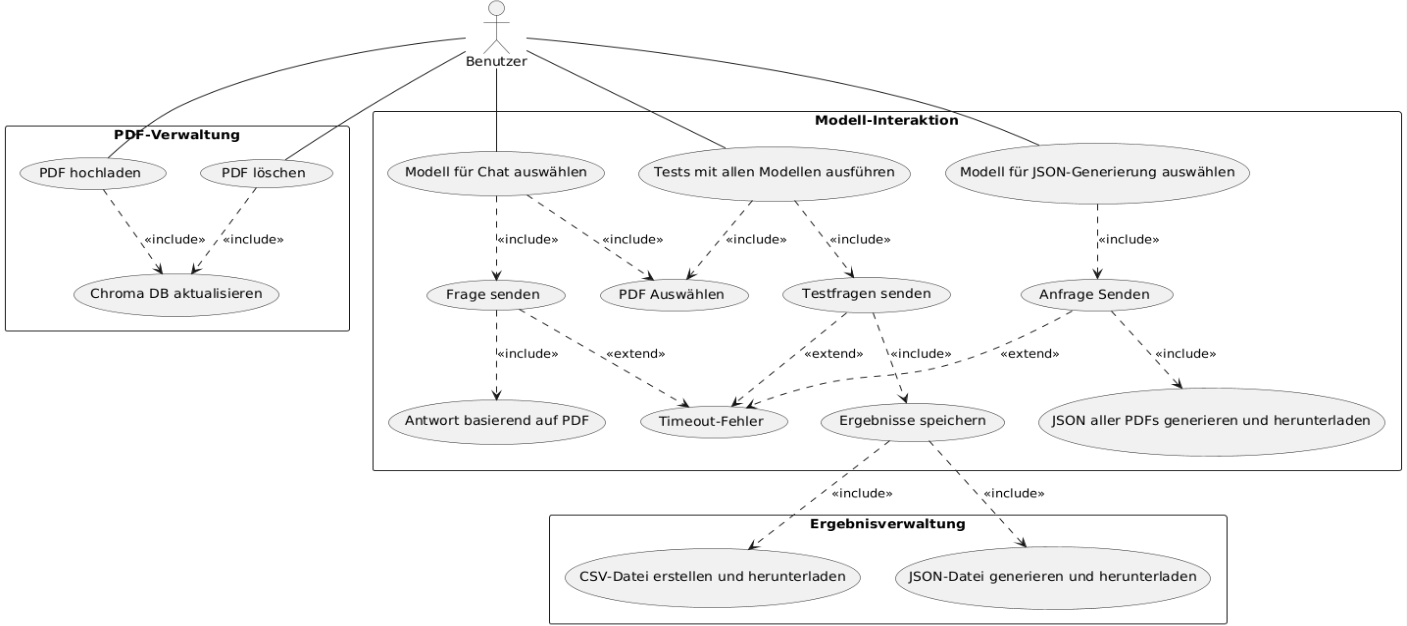 Benutzer
PDF-Verwaltung
Modell-Interaktion
PDF hochladen
PDF löschen
Modell für Chat auswählen
Tests mit allen Modellen ausführen
Modell für JSON-Generierung auswählen
«include»
«include»
«include»
«include»
«include»
«include»
«include»
Chroma DB aktualisieren
Frage senden
PDF Auswählen
Testfragen senden
Anfrage Senden
«include»
«extend»
«extend»
«include»
«extend»
«include»
Antwort basierend auf PDF
Timeout-Fehler
Ergebnisse speichern
JSON aller PDFs generieren und herunterladen
«include»
«include»
Ergebnisverwaltung
CSV-Datei erstellen und herunterladen
JSON-Datei generieren und herunterladen